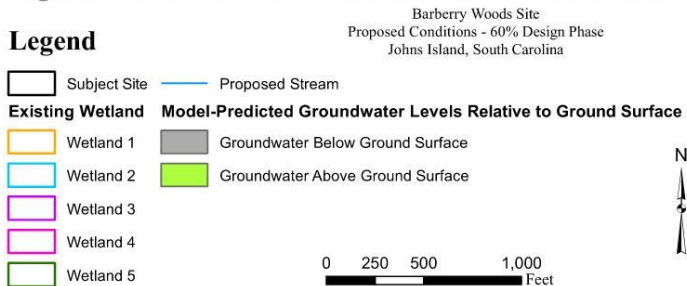 Barberry Woods Site
Proposed Conditions - 60% Design Phase
Johns Island, South Carolina
Legend
Subject Site
Proposed Stream
Existing Wetland
Model-Predicted Groundwater Levels Relative to Ground Surface
Wetland 1
Groundwater Below Ground Surface
Wetland 2
Groundwater Above Ground Surface
Wetland 3
Wetland 4
Wetland 5
N
0 250 500 1,000
Feet